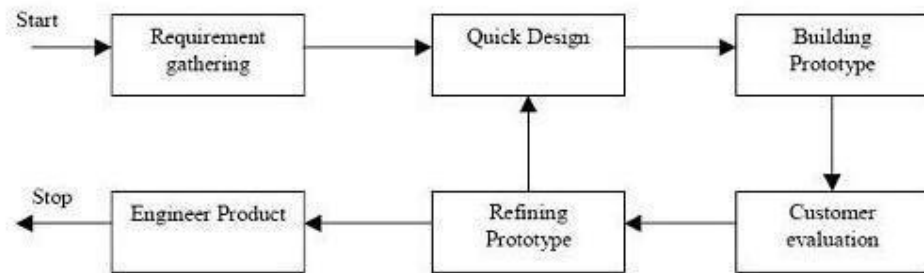 Start
Requirement
gathering
Quick Design
Building
Prototype
Stop
Engineer Product
Refining
Prototype
Customer
evaluation